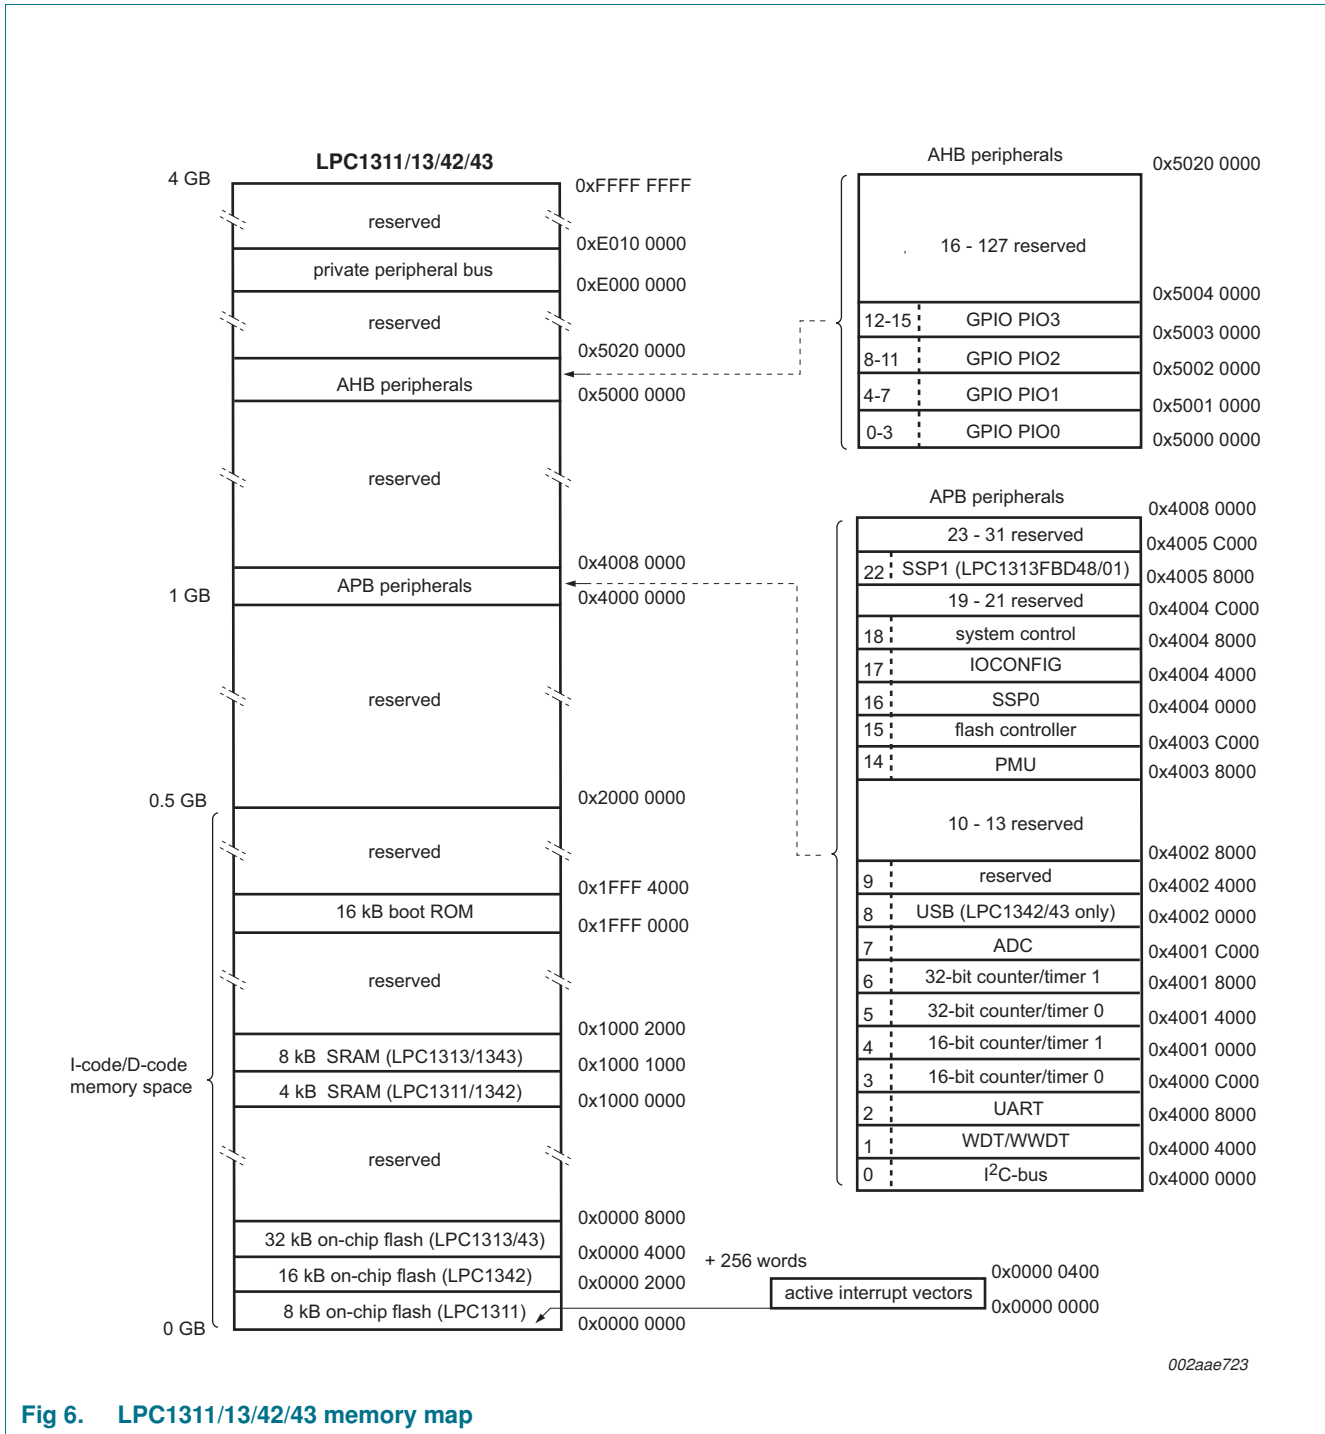 LPC1311/13/42/43
4 GB
0xFFFF FFFF
reserved
0xE010 0000
private peripheral bus
0xE000 0000
reserved
0x5020 0000
AHB peripherals
0x5000 0000
reserved
0x4008 0000
APB peripherals
1 GB
0x4000 0000
reserved
0.5 GB
0x2000 0000
reserved
0x1FFF 4000
16 kB boot ROM
0x1FFF 0000
reserved
0x1000 2000
8 kB SRAM (LPC1313/1343)
0x1000 1000
I-code/D-code
memory space
4 kB SRAM (LPC1311/1342)
0x1000 0000
reserved
0x0000 8000
32 kB on-chip flash (LPC1313/43)
0x0000 4000
16 kB on-chip flash (LPC1342)
0x0000 2000
8 kB on-chip flash (LPC1311)
0 GB
0x0000 0000
+ 256 words
0x0000 0400
active interrupt vectors
0x0000 0000
AHB peripherals
0x5020 0000
16 - 127 reserved
0x5004 0000
12-15 GPIO PIO3
0x5003 0000
8-11 GPIO PIO2
0x5002 0000
4-7 GPIO PIO1
0x5001 0000
0-3 GPIO PIO0
0x5000 0000
APB peripherals
0x4008 0000
23 - 31 reserved
0x4005 C000
22 SSP1 (LPC1313FBD48/01)
0x4005 8000
19 - 21 reserved
0x4004 C000
18 system control
0x4004 8000
17 IOCONFIG
0x4004 4000
16 SSP0
0x4004 0000
15 flash controller
0x4003 C000
14 PMU
0x4003 8000
10 - 13 reserved
0x4002 8000
9 reserved
0x4002 4000
8 USB (LPC1342/43 only)
0x4002 0000
7 ADC
0x4001 C000
6 32-bit counter/timer 1
0x4001 8000
5 32-bit counter/timer 0
0x4001 4000
4 16-bit counter/timer 1
0x4001 0000
3 16-bit counter/timer 0
0x4000 C000
2 UART
0x4000 8000
1 WDT/WWDT
0x4000 4000
0 I2C-bus
0x4000 0000
002aae723
Fig 6. LPC1311/13/42/43 memory map